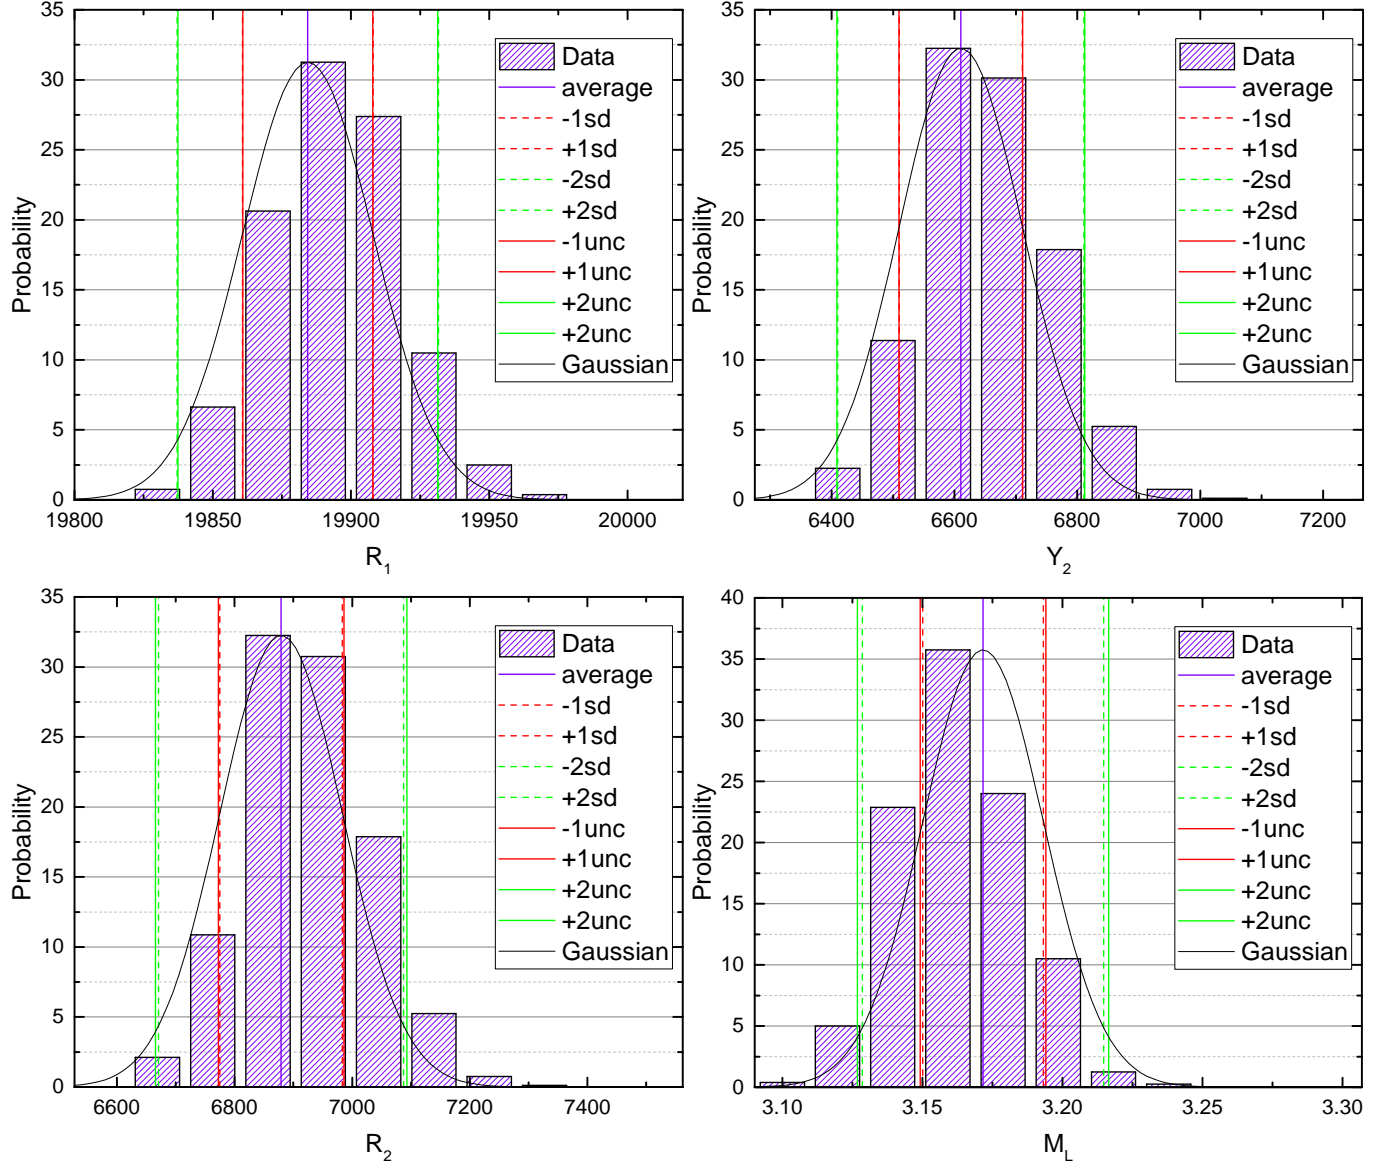 35
30
25
20
15
10
5
0
Probability
19800 19850 19900 19950 20000
R₁
Data
average
-1sd
+1sd
-2sd
+2sd
-1unc
+1unc
+2unc
+2unc
Gaussian
35
30
25
20
15
10
5
0
Probability
6400 6600 6800 7000 7200
Y₂
Data
average
-1sd
+1sd
-2sd
+2sd
-1unc
+1unc
+2unc
+2unc
Gaussian
35
30
25
20
15
10
5
0
Probability
6600 6800 7000 7200 7400
R₂
Data
average
-1sd
+1sd
-2sd
+2sd
-1unc
+1unc
+2unc
+2unc
Gaussian
40
35
30
25
20
15
10
5
0
Probability
3.10 3.15 3.20 3.25 3.30
M_L
Data
average
-1sd
+1sd
-2sd
+2sd
-1unc
+1unc
+2unc
+2unc
Gaussian